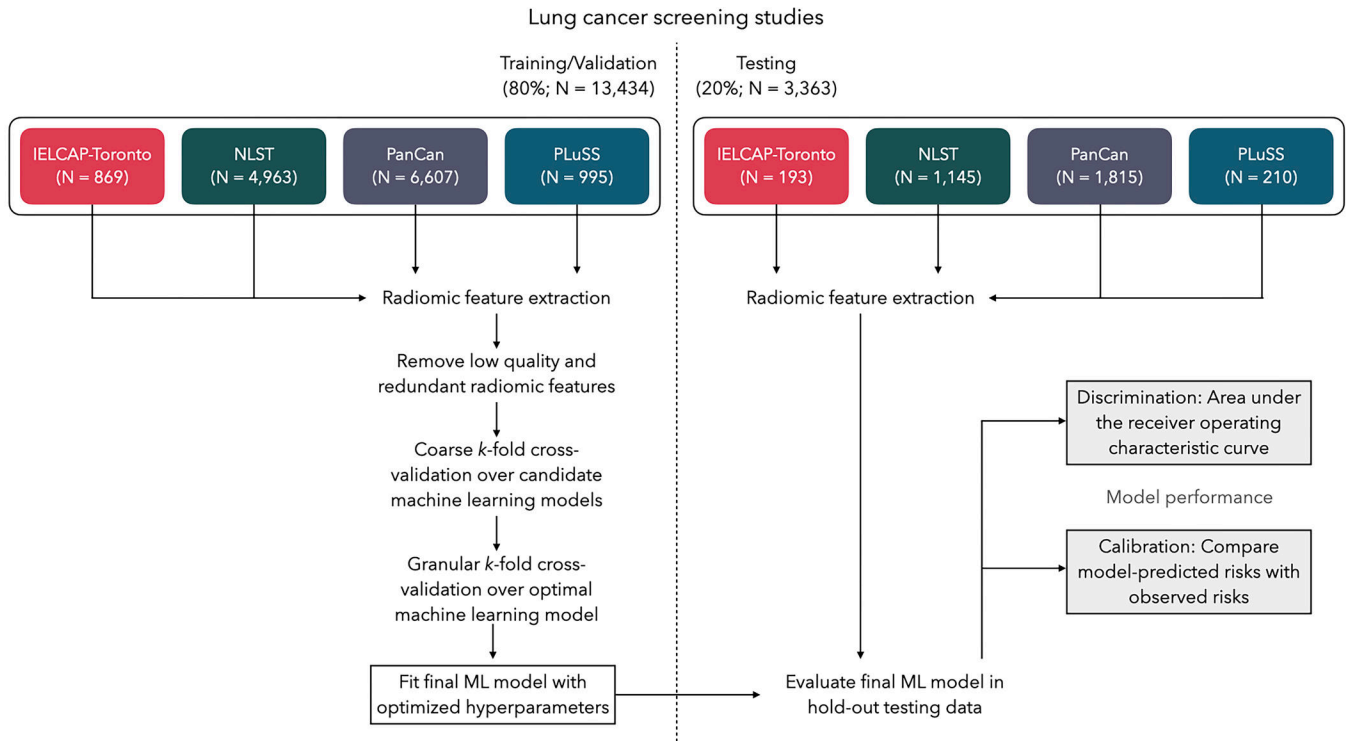 Lung cancer screening studies
Training/Validation
(80%; N = 13,434)
Testing
(20%; N = 3,363)
IELCAP-Toronto
(N = 869)
NLST
(N = 4,963)
PanCan
(N = 6,607)
PLuSS
(N = 995)
IELCAP-Toronto
(N = 193)
NLST
(N = 1,145)
PanCan
(N = 1,815)
PLuSS
(N = 210)
Radiomic feature extraction
Remove low quality and
redundant radiomic features
Coarse k-fold cross-
validation over candidate
machine learning models
Granular k-fold cross-
validation over optimal
machine learning model
Fit final ML model with
optimized hyperparameters
Radiomic feature extraction
Evaluate final ML model in
hold-out testing data
Discrimination: Area under
the receiver operating
characteristic curve
Model performance
Calibration: Compare
model-predicted risks with
observed risks